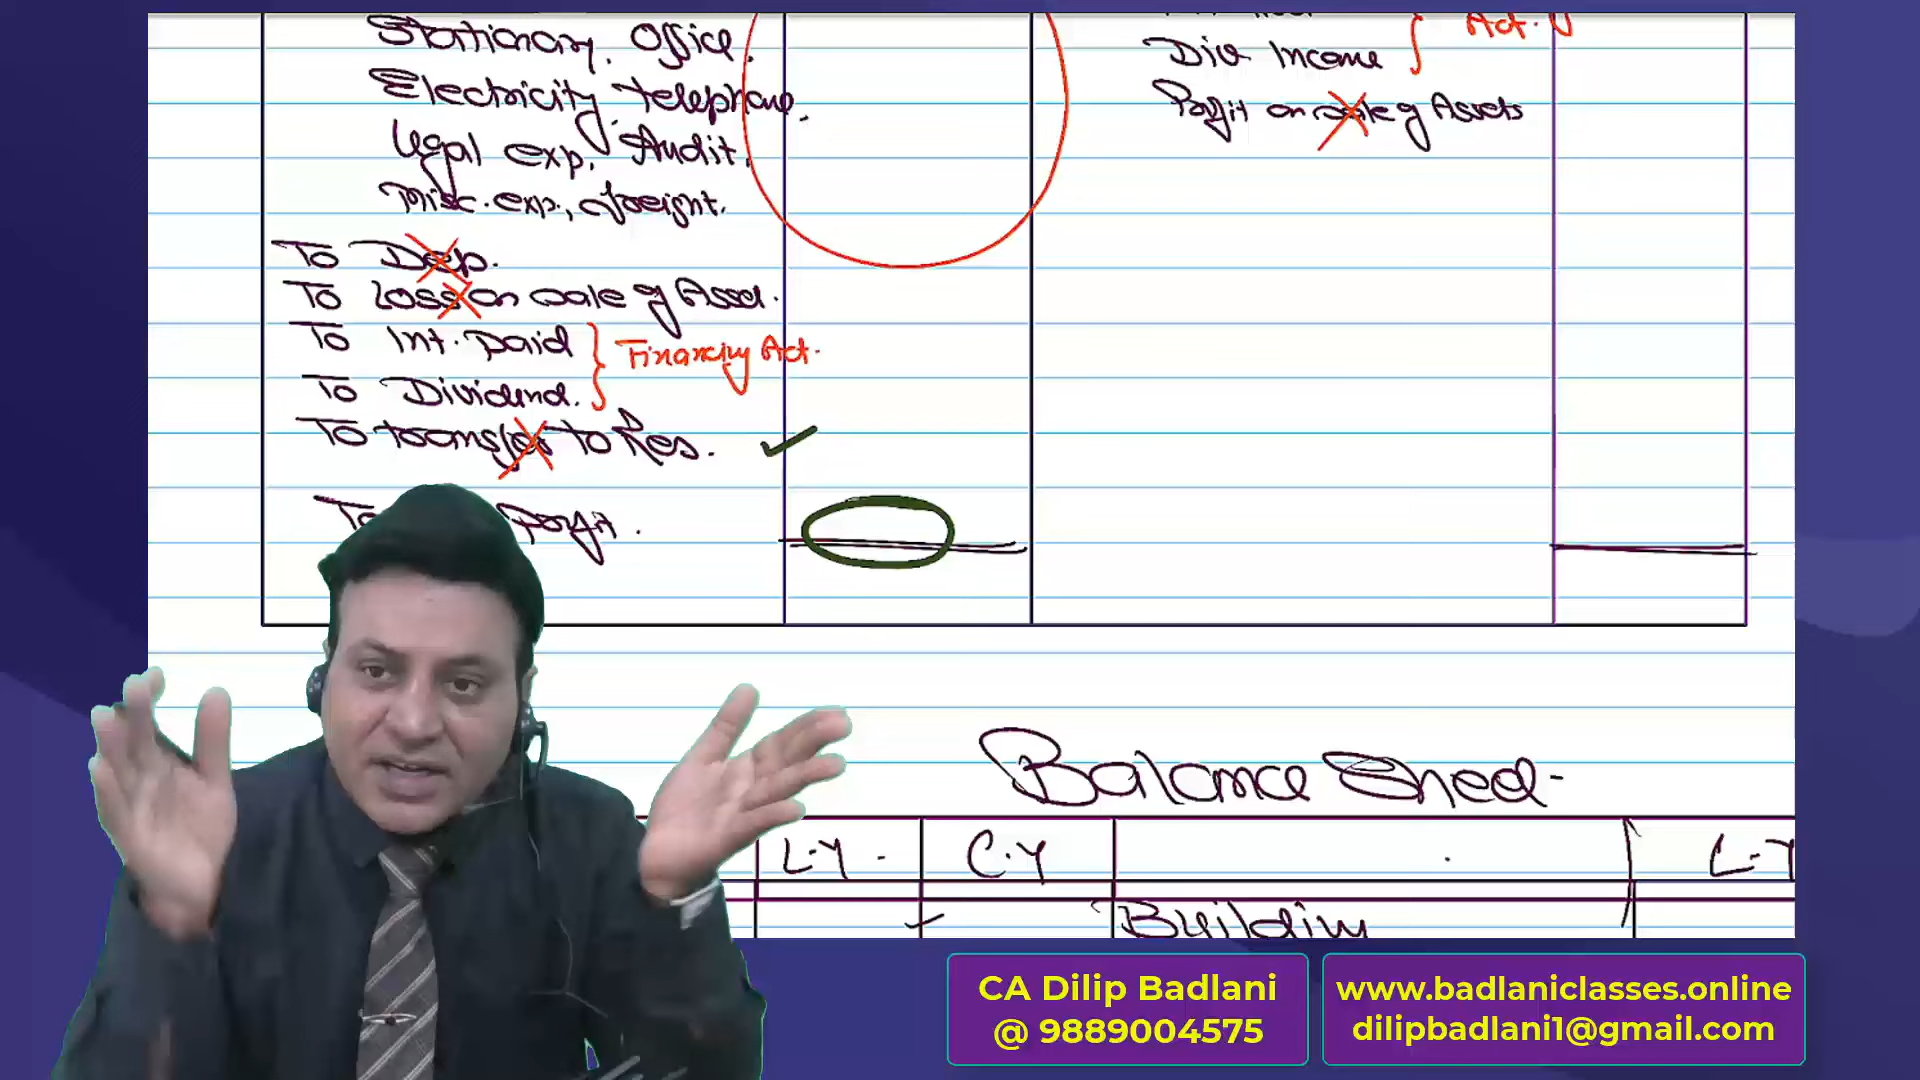 Stationary, Office,
Act.
Div. Income
Electricity, telephone,
Profit on sale of Assets
Legal exp, Audit,
Misc. exp., freight.
To Dep.
To Loss on sale of Asset.
To Int. paid
Financing Act.
To Dividend.
To transfer to Res.
To Profit.
Balance Sheet
L.Y. C.Y L.Y
Building
CA Dilip Badlani
@ 9889004575
www.badlaniclasses.online
dilipbadlani1@gmail.com